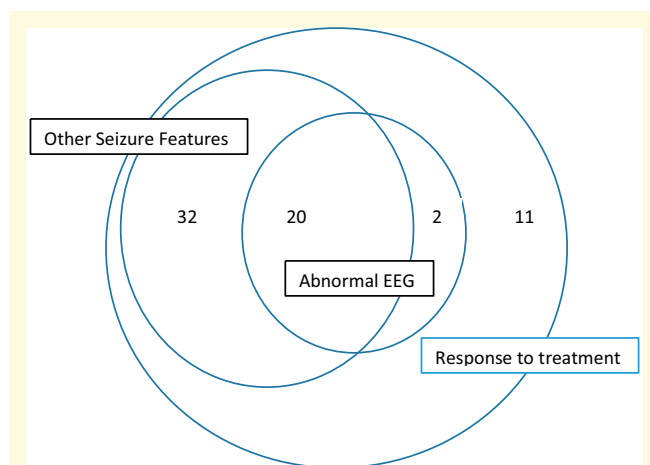 Other Seizure Features
32
20
2
11
Abnormal EEG
Response to treatment